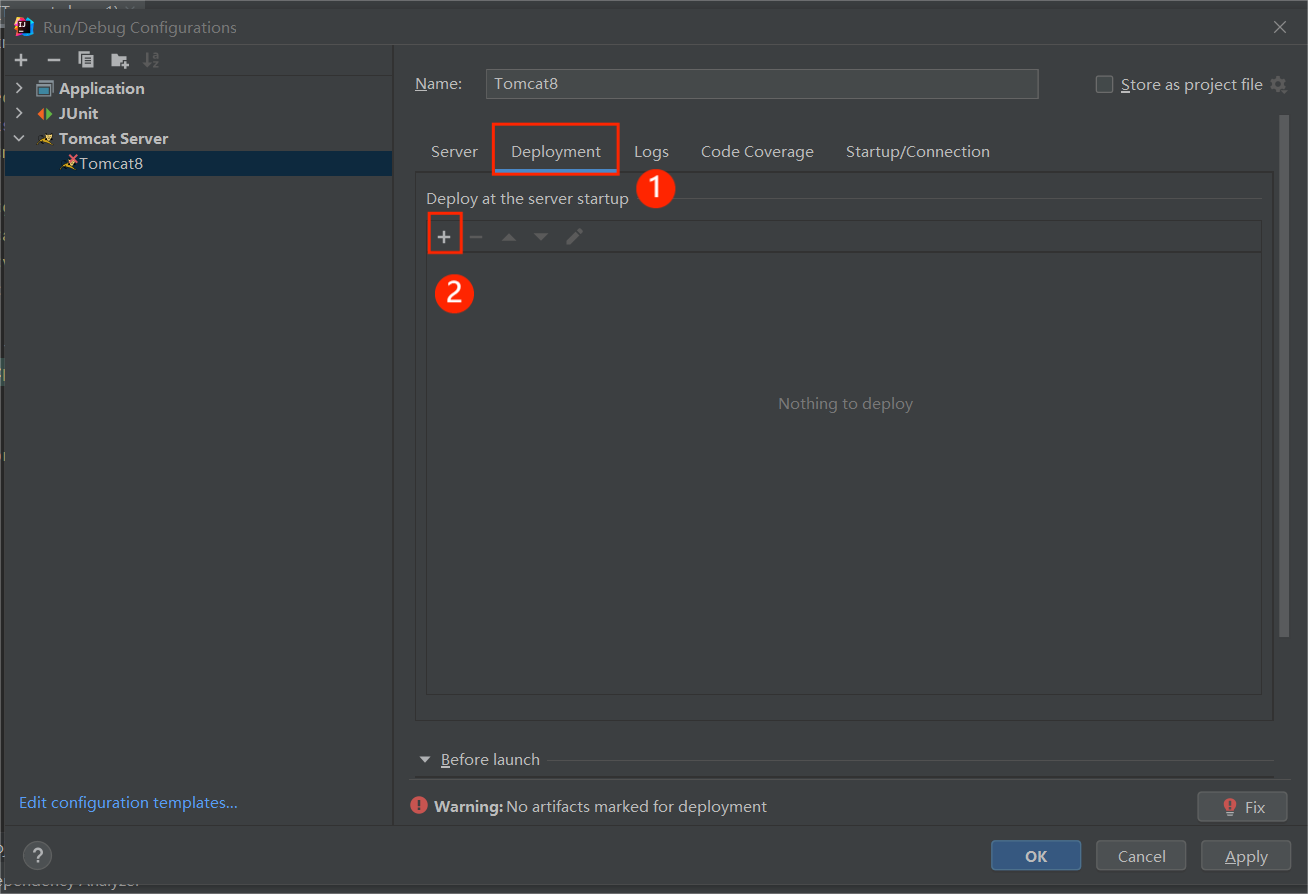 Run/Debug Configurations
Application
JUnit
Tomcat Server
Tomcat8
Edit configuration templates...
Name: Tomcat8
Store as project file
Server Deployment Logs Code Coverage Startup/Connection
1
Deploy at the server startup
2
Nothing to deploy
Before launch
Warning: No artifacts marked for deployment
Fix
?
OK Cancel Apply